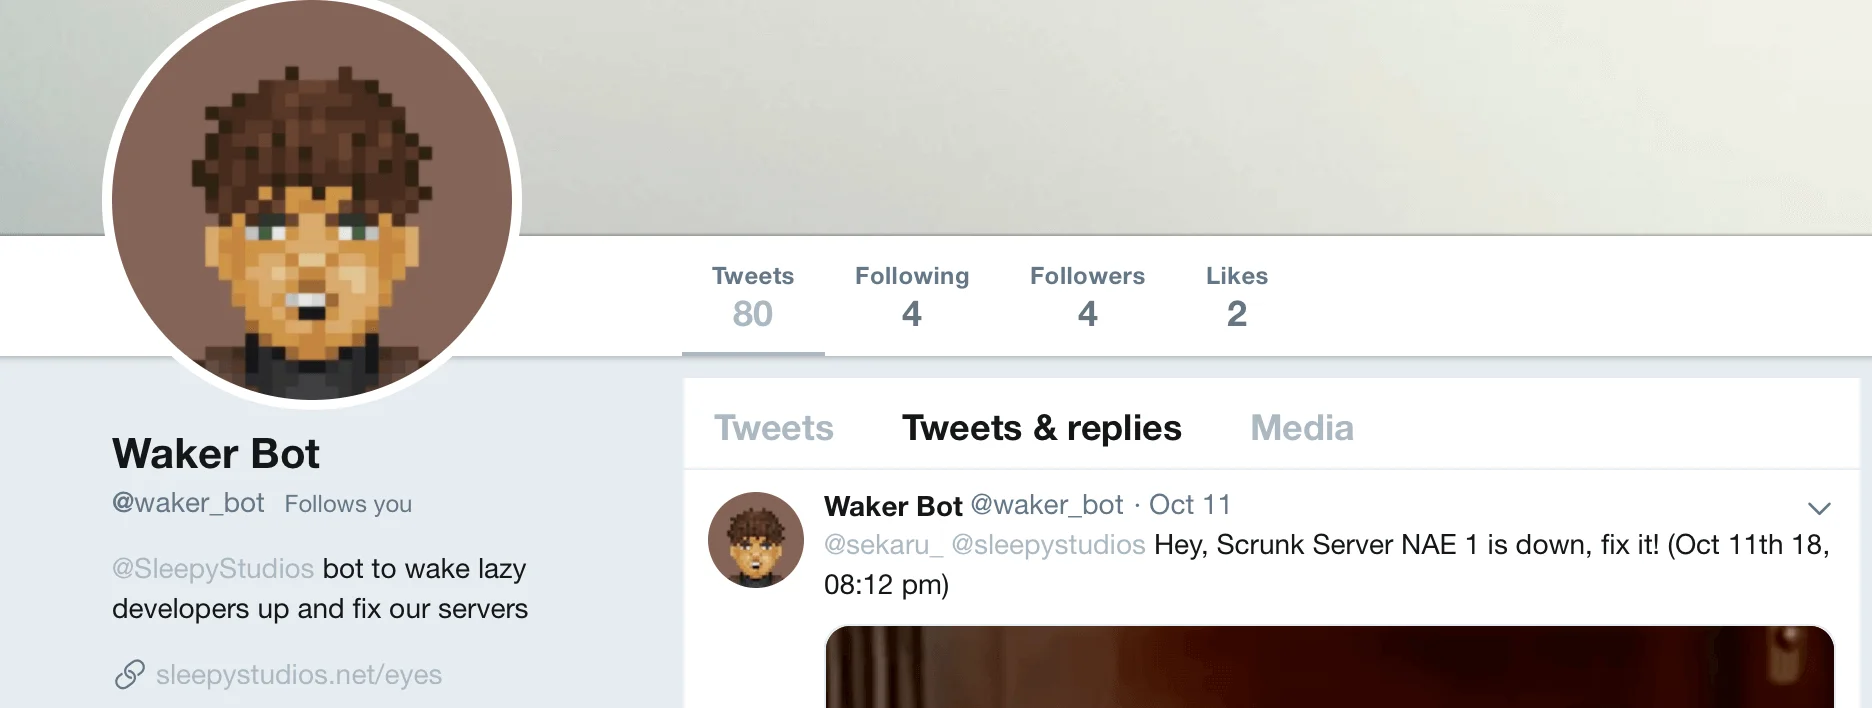 Tweets Following Followers Likes
80 4 4 2
Waker Bot
@waker_bot Follows you
@SleepyStudios bot to wake lazy
developers up and fix our servers
sleepystudios.net/eyes
Tweets Tweets & replies Media
Waker Bot @waker_bot · Oct 11
@sekaru_ @sleepystudios Hey, Scrunk Server NAE 1 is down, fix it! (Oct 11th 18,
08:12 pm)